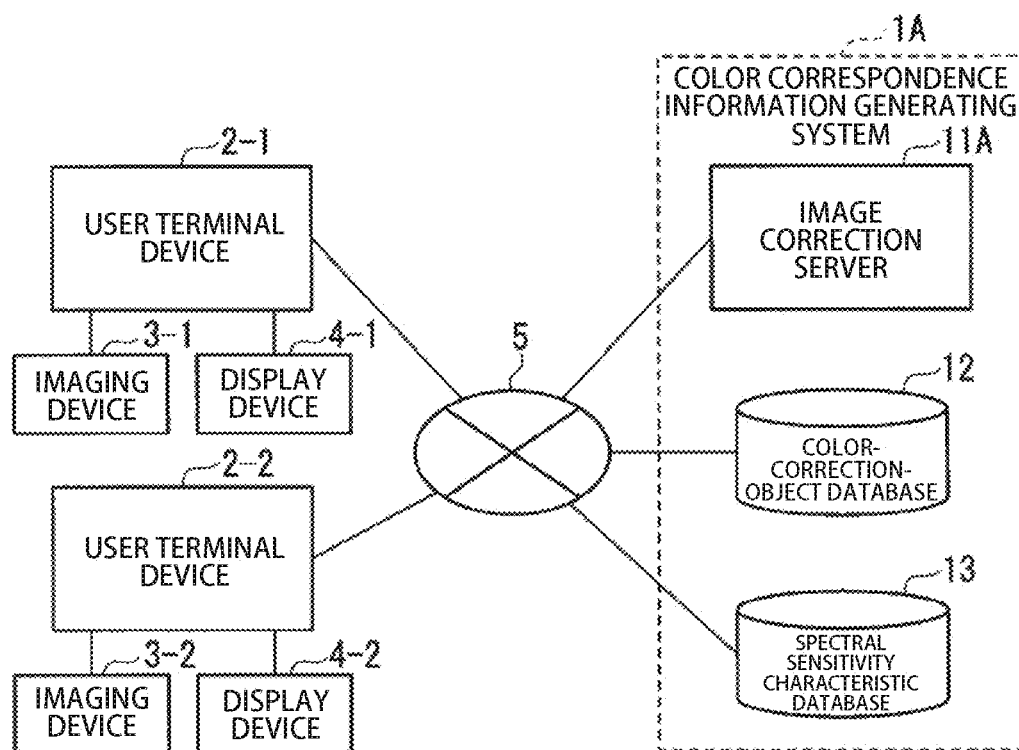 1A
COLOR CORRESPONDENCE
INFORMATION GENERATING
SYSTEM
11A
IMAGE
CORRECTION
SERVER
2-1
USER TERMINAL
DEVICE
3-1
IMAGING
DEVICE
4-1
DISPLAY
DEVICE
5
12
COLOR-
CORRECTION-
OBJECT DATABASE
2-2
USER TERMINAL
DEVICE
3-2
IMAGING
DEVICE
4-2
DISPLAY
DEVICE
13
SPECTRAL
SENSITIVITY
CHARACTERISTIC
DATABASE